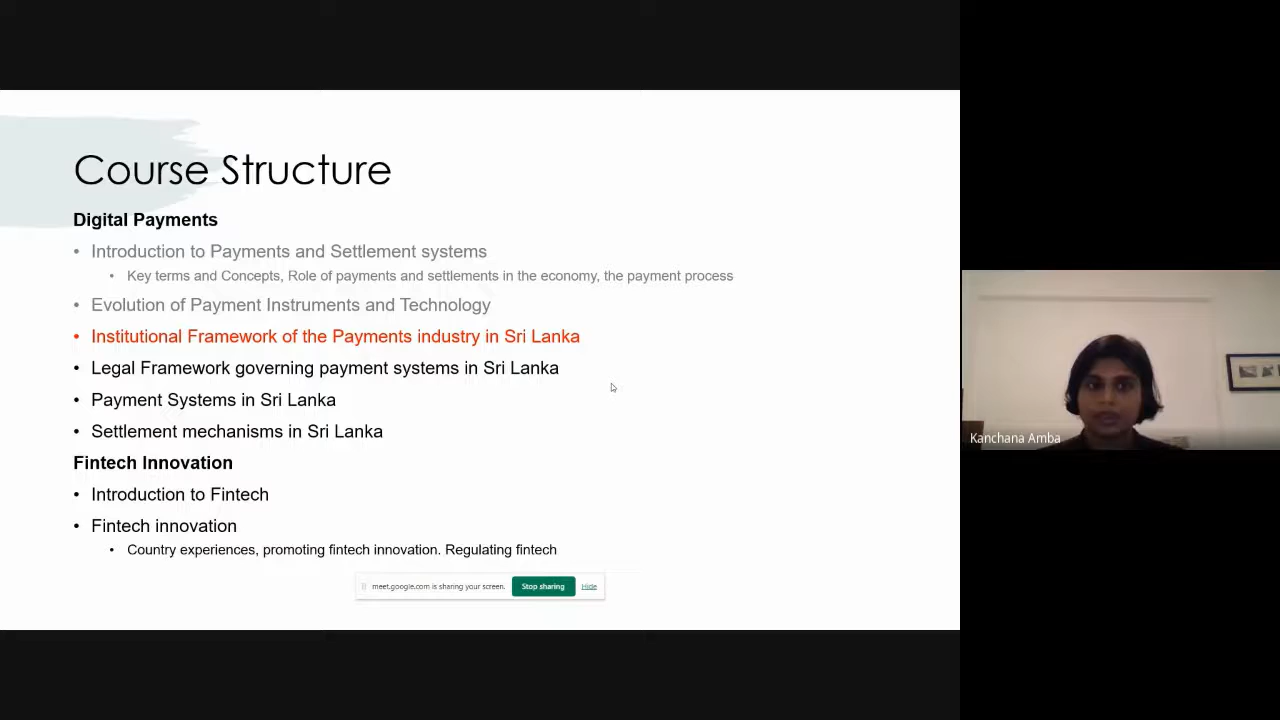 Course Structure
Digital Payments
• Introduction to Payments and Settlement systems
• Key terms and Concepts, Role of payments and settlements in the economy, the payment process
• Evolution of Payment Instruments and Technology
• Institutional Framework of the Payments industry in Sri Lanka
• Legal Framework governing payment systems in Sri Lanka
• Payment Systems in Sri Lanka
• Settlement mechanisms in Sri Lanka
Fintech Innovation
• Introduction to Fintech
• Fintech innovation
• Country experiences, promoting fintech innovation. Regulating fintech
meet.google.com is sharing your screen. Stop sharing Hide
Kanchana Amba